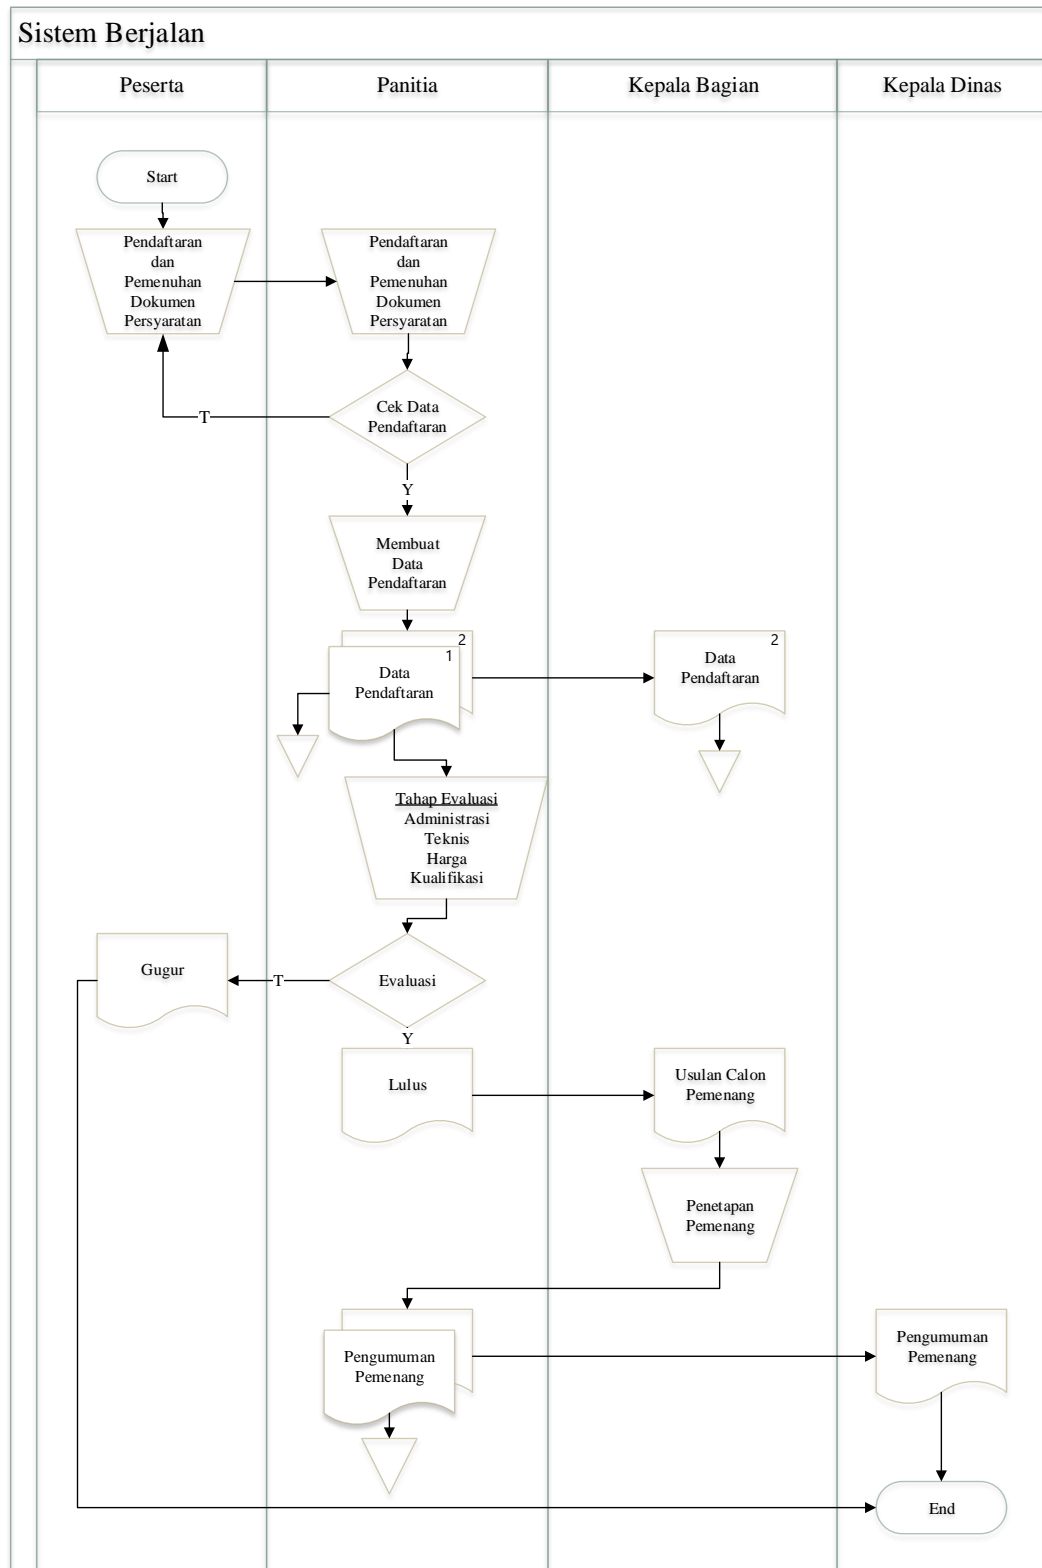 Sistem Berjalan
Peserta
Panitia
Kepala Bagian
Kepala Dinas
Start
Pendaftaran
dan
Pemenuhan
Dokumen
Persyaratan
Pendaftaran
dan
Pemenuhan
Dokumen
Persyaratan
Cek Data
Pendaftaran
T
Y
Membuat
Data
Pendaftaran
2
1
Data
Pendaftaran
2
Data
Pendaftaran
Tahap Evaluasi
Administrasi
Teknis
Harga
Kualifikasi
Gugur
T
Evaluasi
Y
Lulus
Usulan Calon
Pemenang
Penetapan
Pemenang
Pengumuman
Pemenang
Pengumuman
Pemenang
End